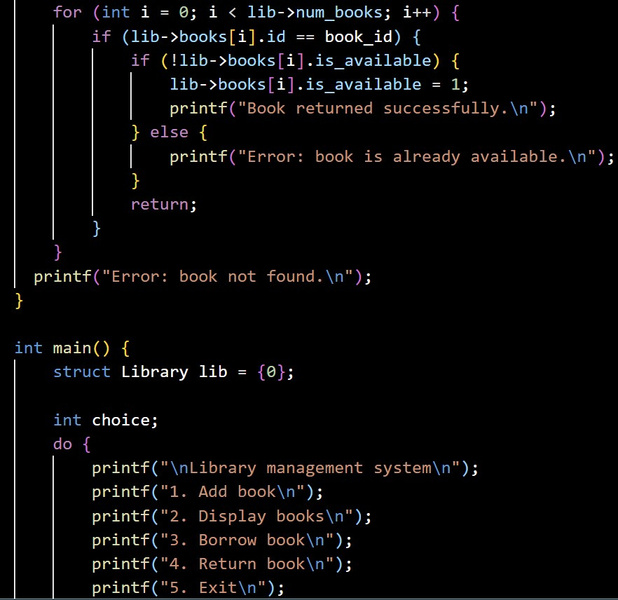 for (int i = 0; i < lib->num_books; i++) {
if (lib->books[i].id == book_id) {
if (!lib->books[i].is_available) {
lib->books[i].is_available = 1;
printf("Book returned successfully.\n");
} else {
printf("Error: book is already available.\n");
}
return;
}
}
printf("Error: book not found.\n");
}
int main() {
struct Library lib = {0};
int choice;
do {
printf("\nLibrary management system\n");
printf("1. Add book\n");
printf("2. Display books\n");
printf("3. Borrow book\n");
printf("4. Return book\n");
printf("5. Exit\n");